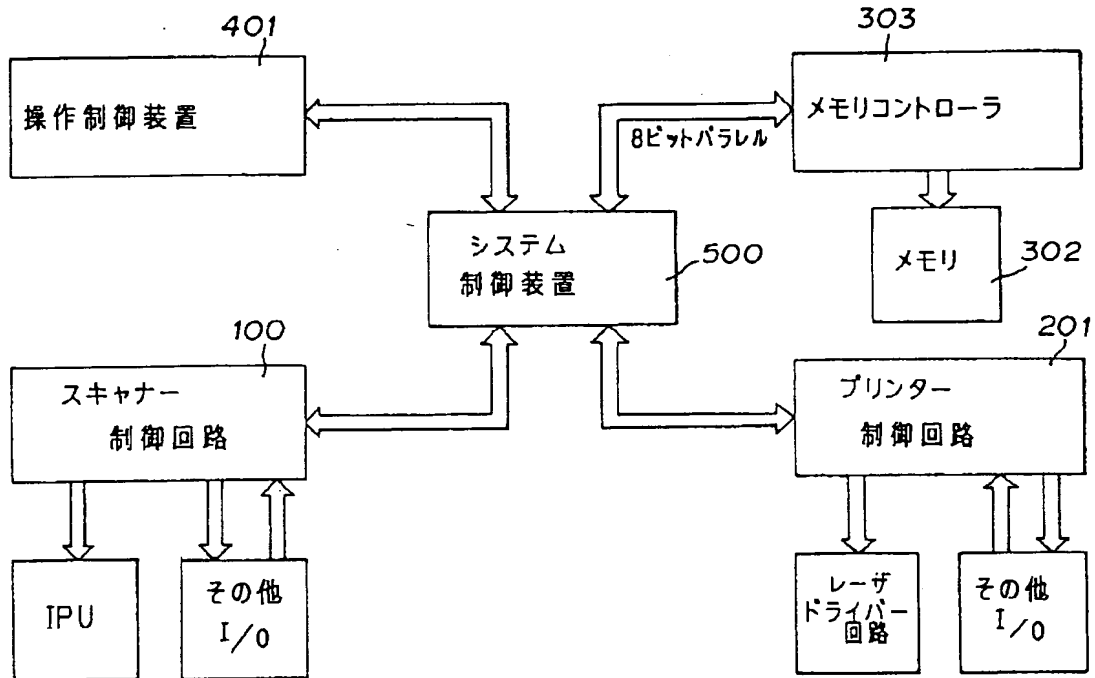 401
操作制御装置
303
メモリコントローラ
8ビットパラレル
メモリ
302
システム
制御装置
500
100
スキャナー
制御回路
201
プリンター
制御回路
IPU
その他
I/O
レーザ
ドライバー
回路
その他
I/O